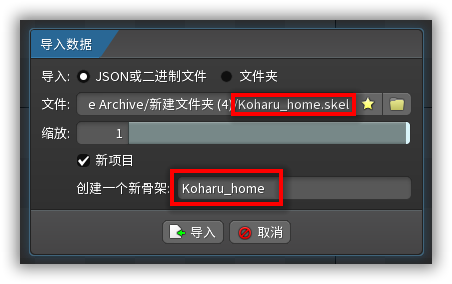 导入数据
导入: JSON或二进制文件 文件夹
文件: e Archive/新建文件夹 (4)/Koharu_home.skel
缩放: 1
新项目
创建一个新骨架: Koharu_home
导入 取消